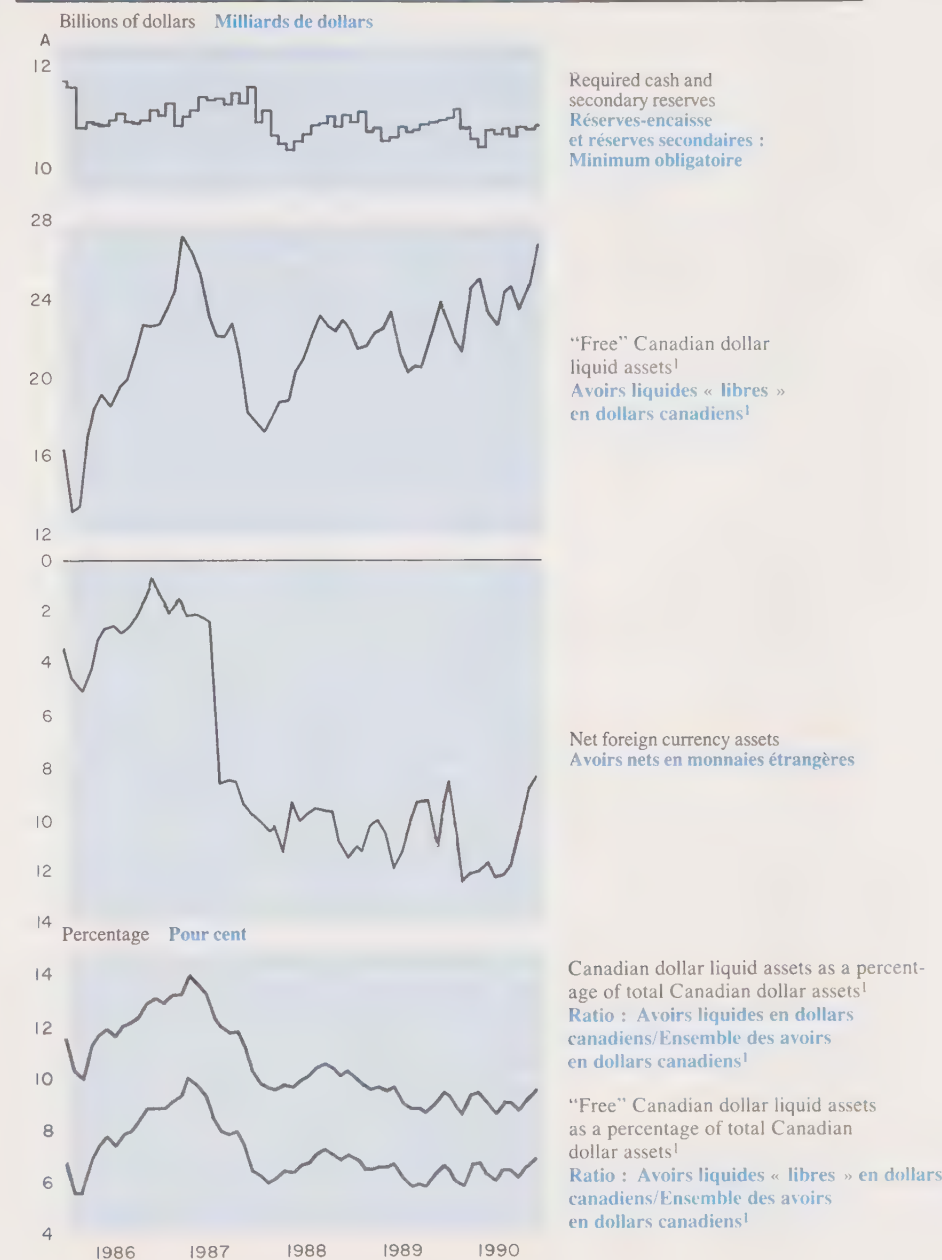 Billions of dollars Milliards de dollars
A
12
10
Required cash and
secondary reserves
Réserves-encaisse
et réserves secondaires :
Minimum obligatoire
28
24
20
16
12
"Free" Canadian dollar
liquid assets¹
Avoirs liquides « libres »
en dollars canadiens¹
0
2
4
6
8
10
12
14
Net foreign currency assets
Avoirs nets en monnaies étrangères
Percentage Pour cent
14
12
10
8
6
4
Canadian dollar liquid assets as a percent-
age of total Canadian dollar assets¹
Ratio : Avoirs liquides en dollars
canadiens/Ensemble des avoirs
en dollars canadiens¹
"Free" Canadian dollar liquid assets
as a percentage of total Canadian
dollar assets¹
Ratio : Avoirs liquides « libres » en dollars
canadiens/Ensemble des avoirs
en dollars canadiens¹
1986 1987 1988 1989 1990